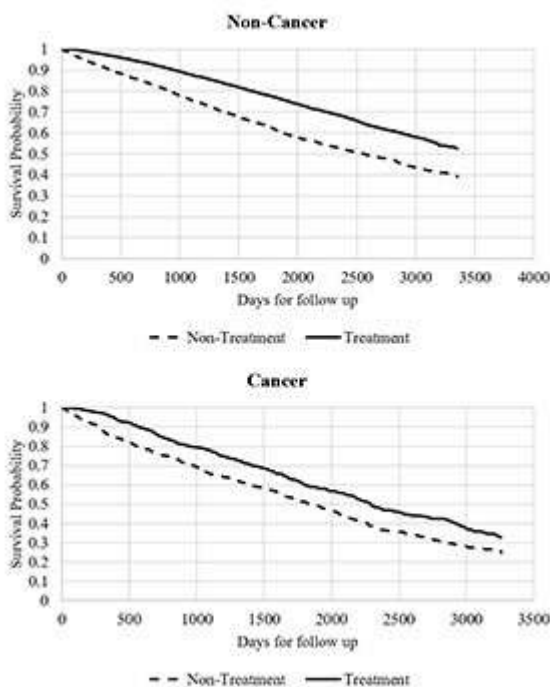 Non-Cancer
1
0.9
0.8
0.7
0.6
0.5
0.4
0.3
0.2
0.1
0
Survival Probability
0 500 1000 1500 2000 2500 3000 3500 4000
Days for follow up
Non-Treatment Treatment
Cancer
1
0.9
0.8
0.7
0.6
0.5
0.4
0.3
0.2
0.1
0
Survival Probability
0 500 1000 1500 2000 2500 3000 3500
Days for follow up
Non-Treatment Treatment